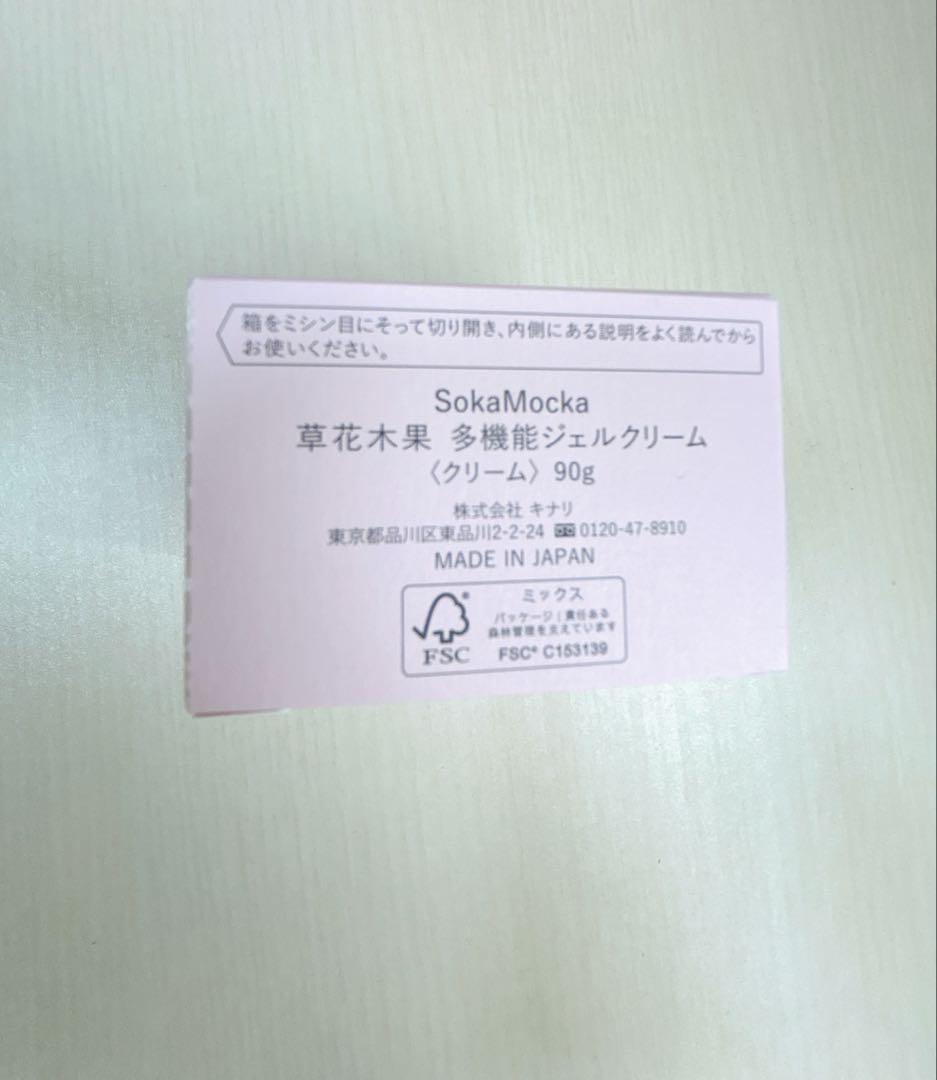 箱をミシン目にそって切り開き、内側にある説明をよく読んでから
お使いください。
SokaMocka
草花木果 多機能ジェルクリーム
〈クリーム〉90g
株式会社 キナリ
東京都品川区東品川2-2-24 0120-47-8910
MADE IN JAPAN
ミックス
パッケージ｜責任ある
森林管理を支えています
FSC® C153139
FSC